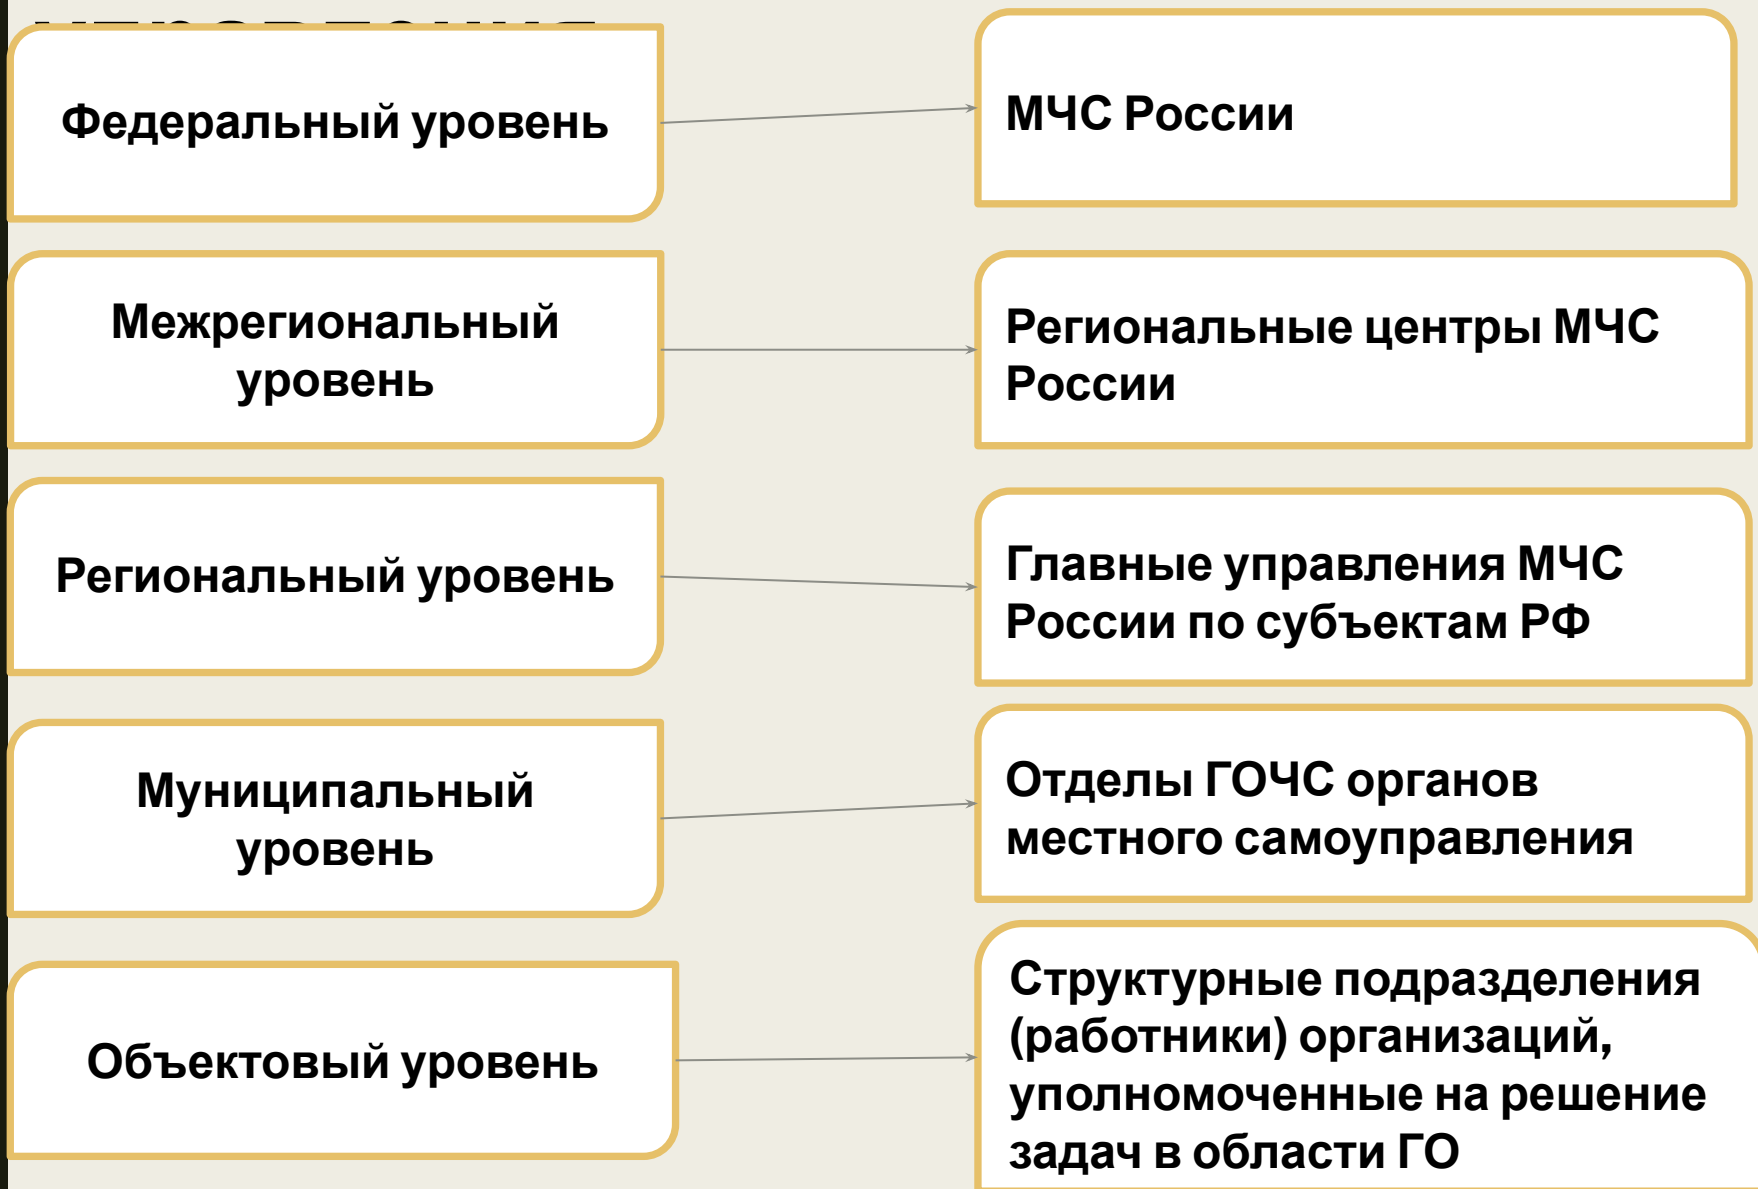 Федеральный уровень
МЧС России
Межрегиональный
уровень
Региональные центры МЧС
России
Региональный уровень
Главные управления МЧС
России по субъектам РФ
Муниципальный
уровень
Отделы ГОЧС органов
местного самоуправления
Объектовый уровень
Структурные подразделения
(работники) организаций,
уполномоченные на решение
задач в области ГО